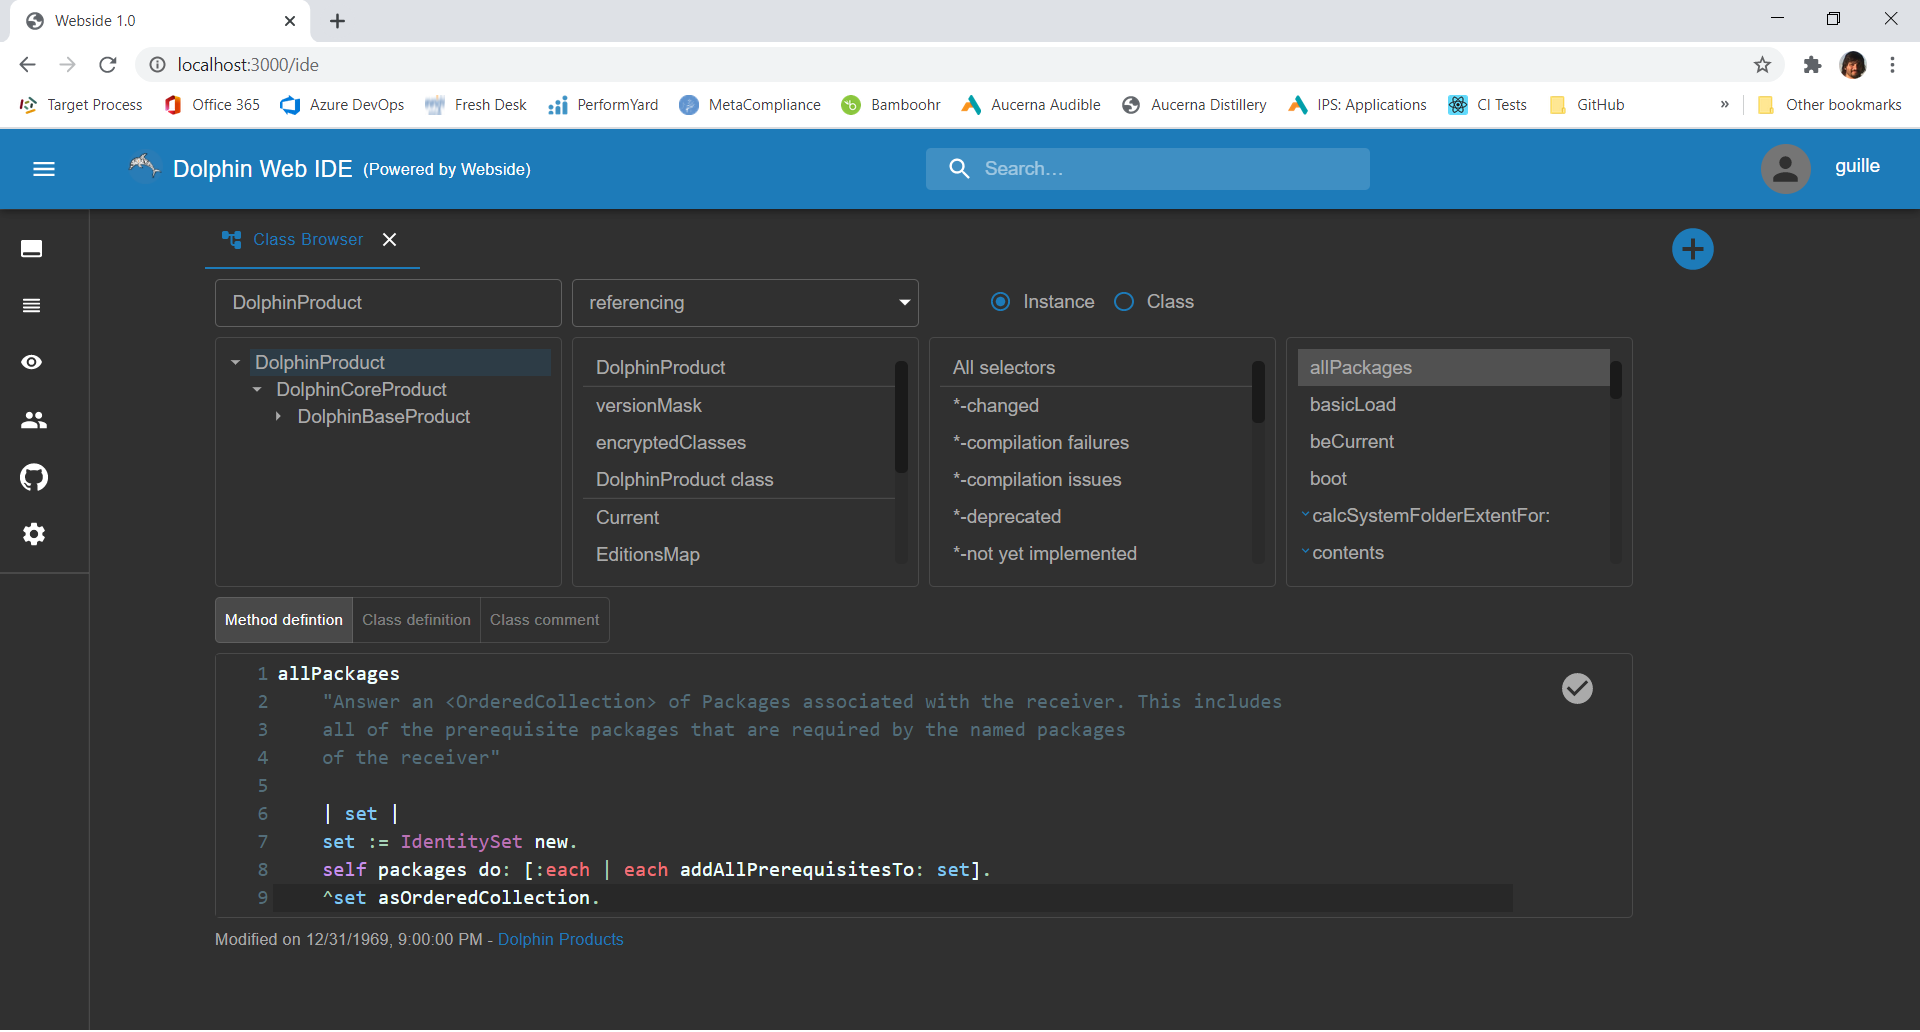 Webside 1.0
localhost:3000/ide
Target Process Office 365 Azure DevOps Fresh Desk PerformYard MetaCompliance Bamboohr Aucerna Audible Aucerna Distillery IPS: Applications CI Tests GitHub » Other bookmarks
Dolphin Web IDE (Powered by Webside) Search... guille
Class Browser
DolphinProduct referencing Instance Class
DolphinProduct
DolphinCoreProduct
DolphinBaseProduct
DolphinProduct
versionMask
encryptedClasses
DolphinProduct class
Current
EditionsMap
All selectors
*-changed
*-compilation failures
*-compilation issues
*-deprecated
*-not yet implemented
allPackages
basicLoad
beCurrent
boot
calcSystemFolderExtentFor:
contents
Method defintion Class definition Class comment
1 allPackages
2 "Answer an <OrderedCollection> of Packages associated with the receiver. This includes
3 all of the prerequisite packages that are required by the named packages
4 of the receiver"
5
6 | set |
7 set := IdentitySet new.
8 self packages do: [:each | each addAllPrerequisitesTo: set].
9 ^set asOrderedCollection.
Modified on 12/31/1969, 9:00:00 PM - Dolphin Products